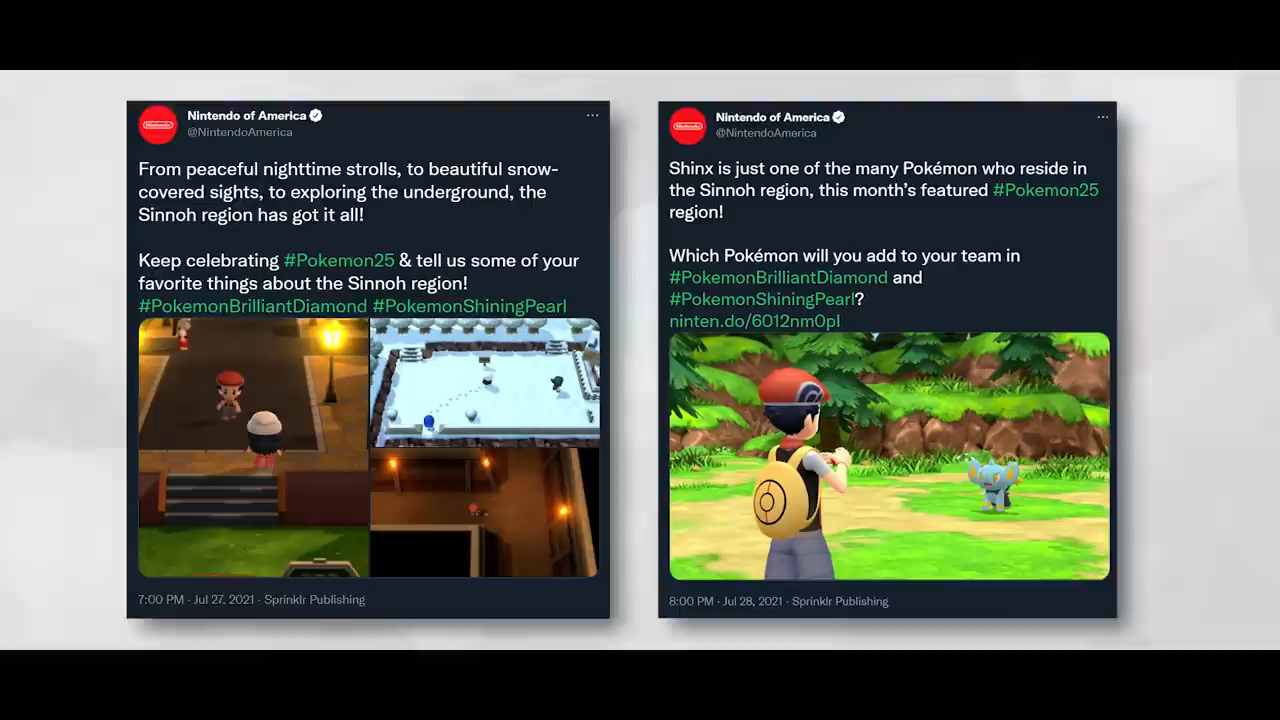 Nintendo of America
@NintendoAmerica
From peaceful nighttime strolls, to beautiful snow-
covered sights, to exploring the underground, the
Sinnoh region has got it all!
Keep celebrating #Pokemon25 & tell us some of your
favorite things about the Sinnoh region!
#PokemonBrilliantDiamond #PokemonShiningPearl
7:00 PM · Jul 27, 2021 · Sprinklr Publishing
Nintendo of America
@NintendoAmerica
Shinx is just one of the many Pokémon who reside in
the Sinnoh region, this month's featured #Pokemon25
region!
Which Pokémon will you add to your team in
#PokemonBrilliantDiamond and
#PokemonShiningPearl?
ninten.do/6012nm0pI
8:00 PM · Jul 28, 2021 · Sprinklr Publishing